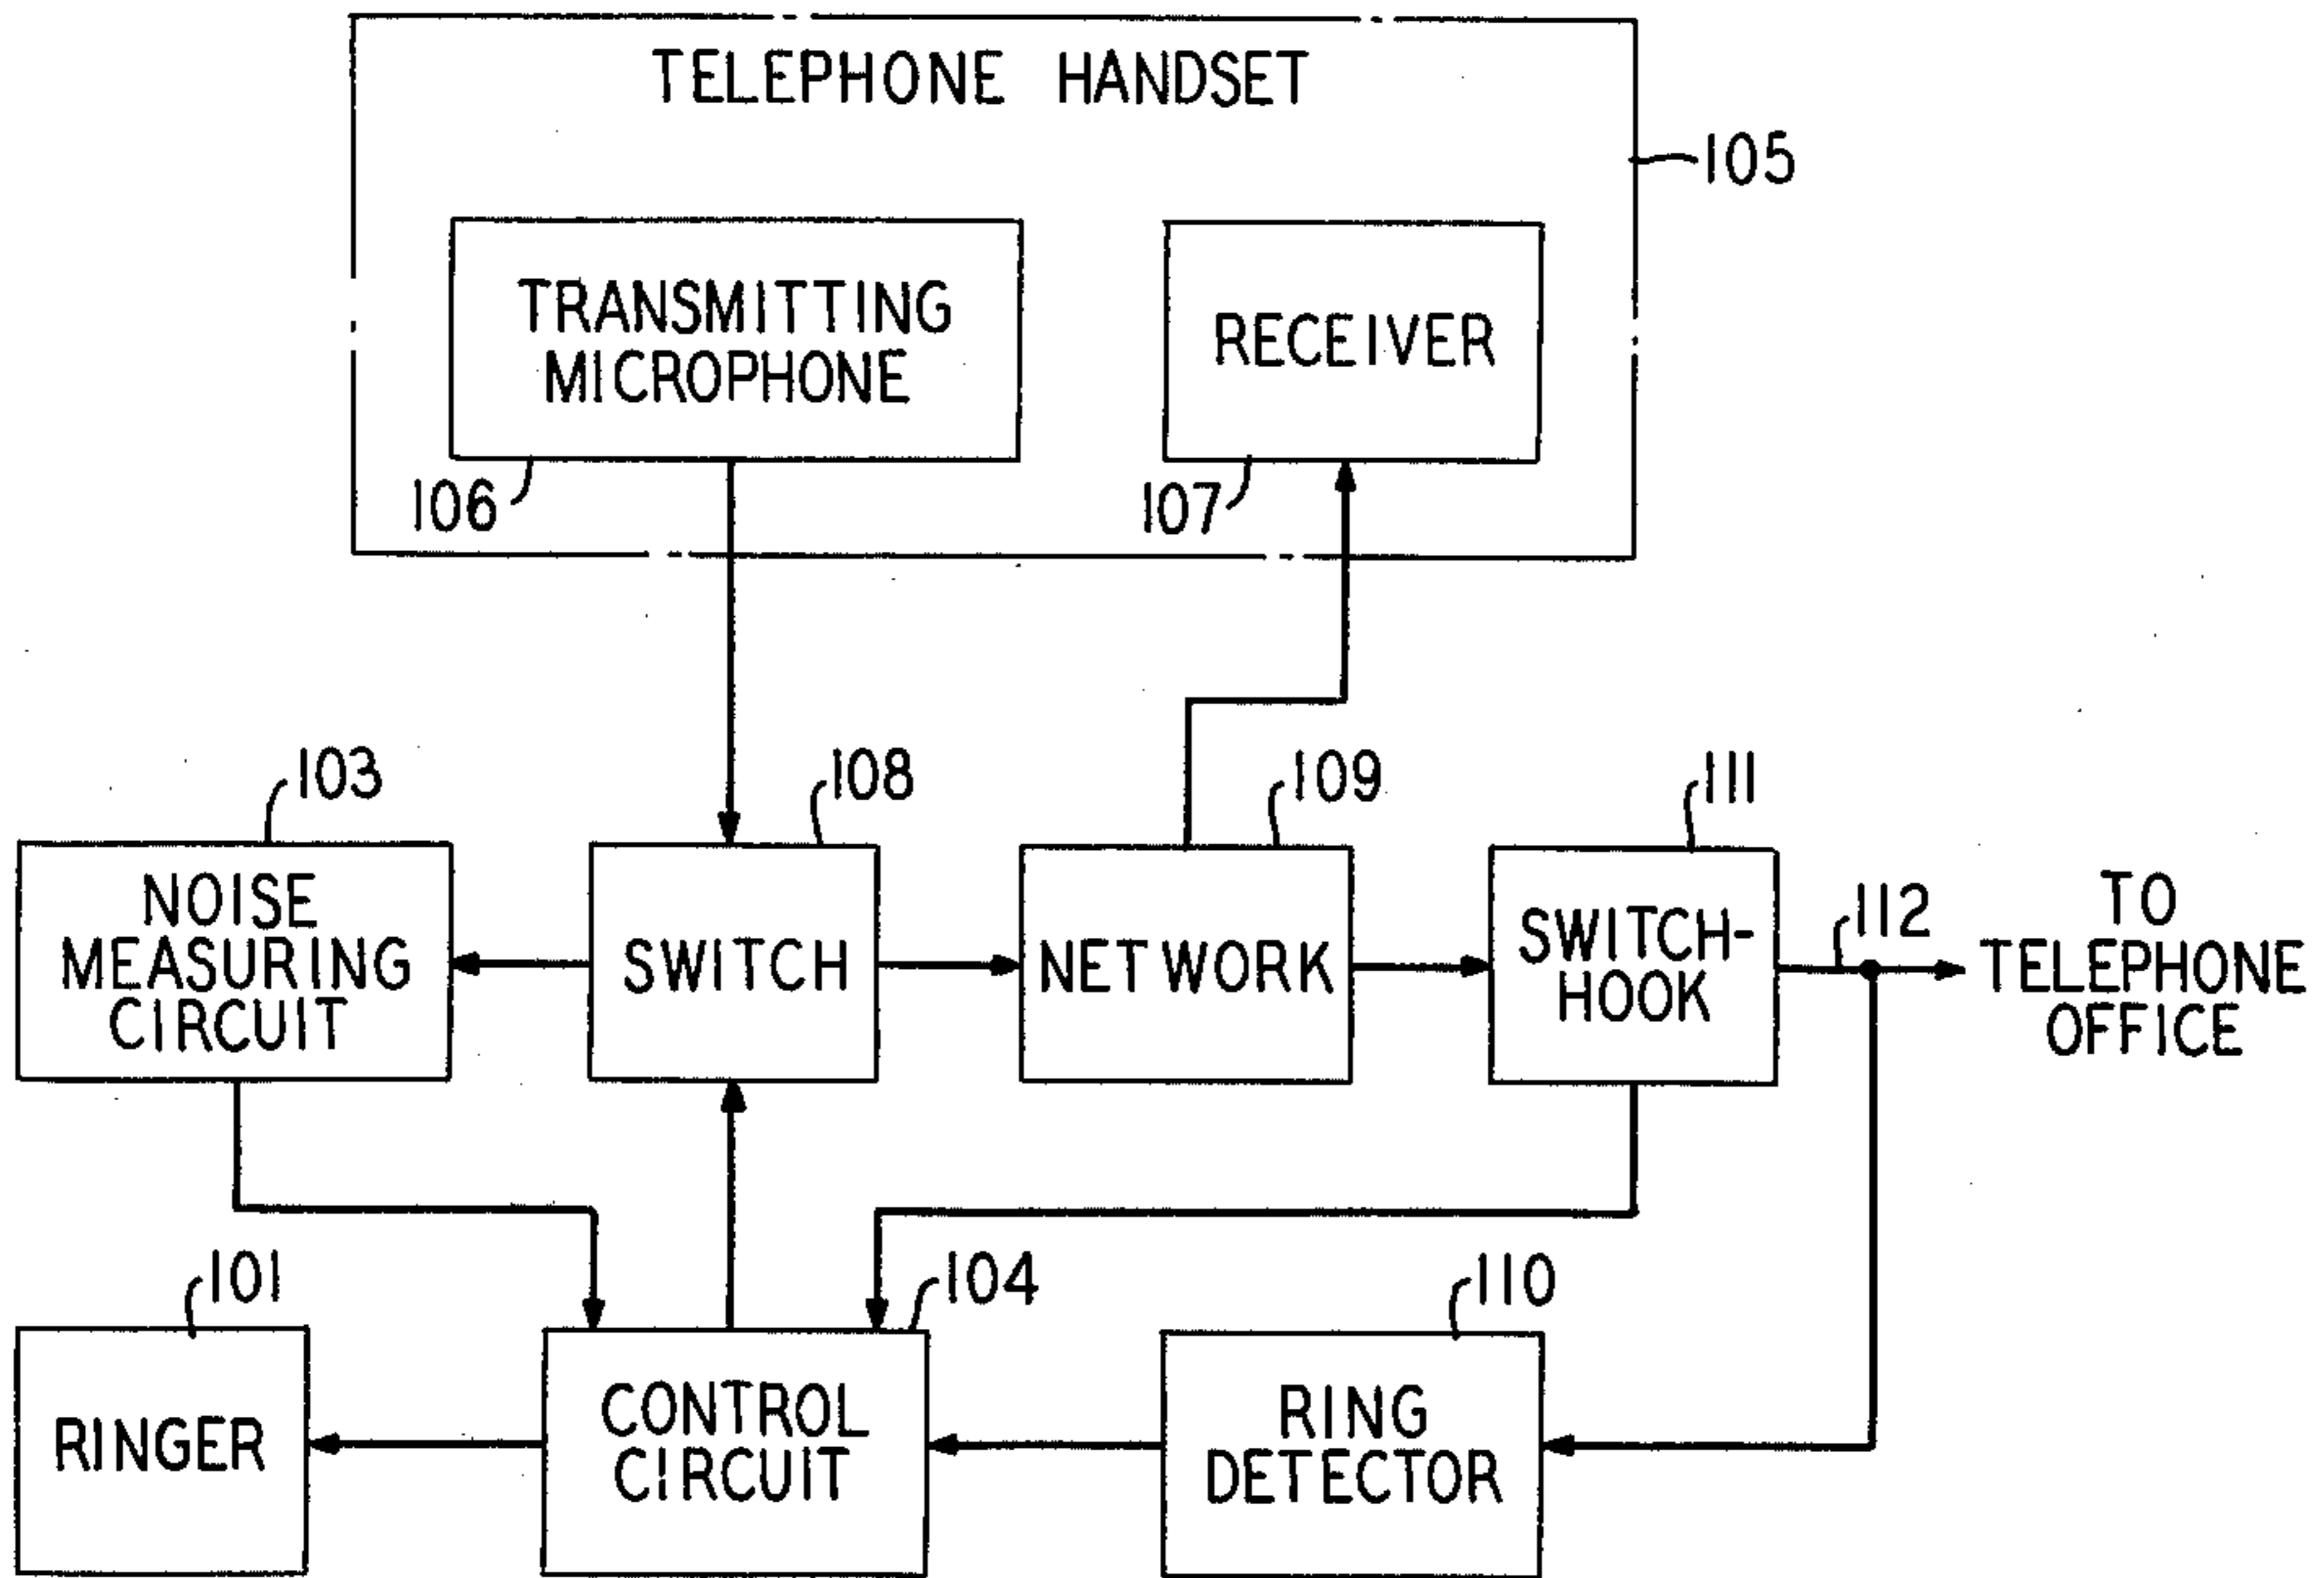 TELEPHONE HANDSET
105
TRANSMITTING
MICROPHONE
RECEIVER
106
107
103
108
109
111
NOISE
MEASURING
CIRCUIT
SWITCH
NETWORK
SWITCH-
HOOK
112
TO
TELEPHONE
OFFICE
101
104
110
RINGER
CONTROL
CIRCUIT
RING
DETECTOR